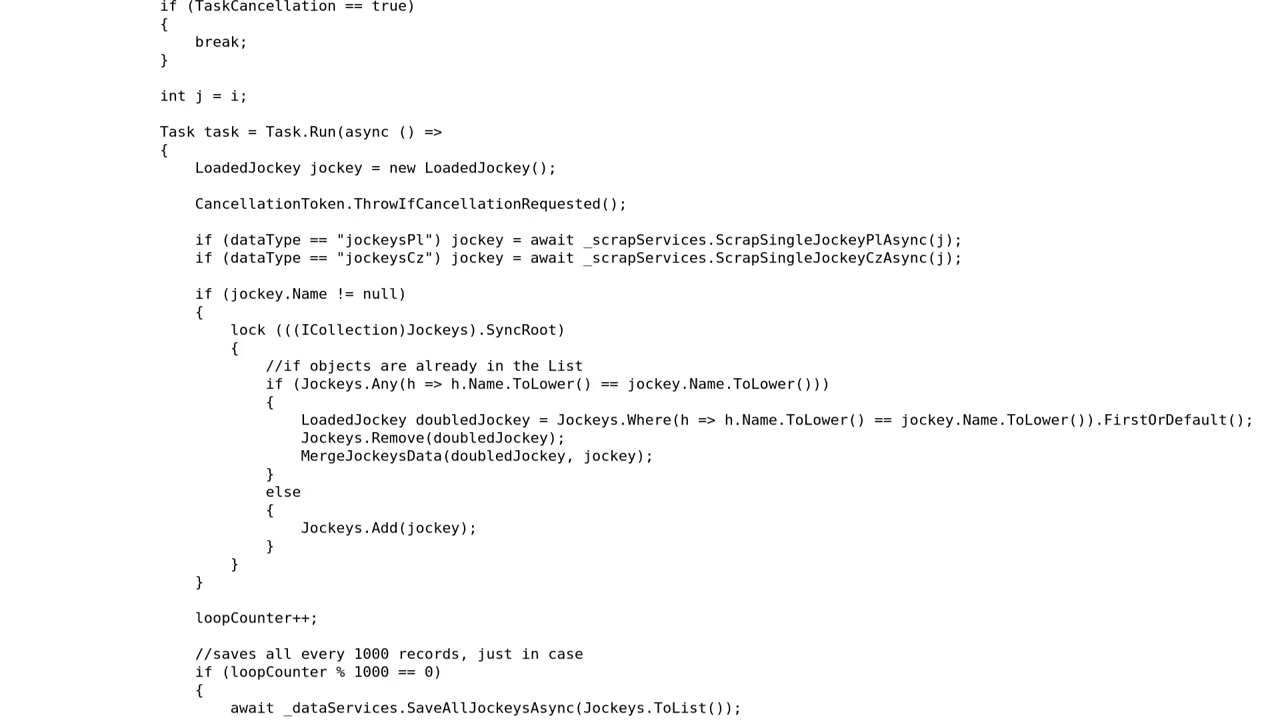 if (TaskCancellation == true)
{
break;
}
int j = i;
Task task = Task.Run(async () =>
{
LoadedJockey jockey = new LoadedJockey();
CancellationToken.ThrowIfCancellationRequested();
if (dataType == "jockeysPl") jockey = await _scrapServices.ScrapSingleJockeyPlAsync(j);
if (dataType == "jockeysCz") jockey = await _scrapServices.ScrapSingleJockeyCzAsync(j);
if (jockey.Name != null)
{
lock (((ICollection)Jockeys).SyncRoot)
{
//if objects are already in the List
if (Jockeys.Any(h => h.Name.ToLower() == jockey.Name.ToLower()))
{
LoadedJockey doubledJockey = Jockeys.Where(h => h.Name.ToLower() == jockey.Name.ToLower()).FirstOrDefault();
Jockeys.Remove(doubledJockey);
MergeJockeysData(doubledJockey, jockey);
}
else
{
Jockeys.Add(jockey);
}
}
}
loopCounter++;
//saves all every 1000 records, just in case
if (loopCounter % 1000 == 0)
{
await _dataServices.SaveAllJockeysAsync(Jockeys.ToList());